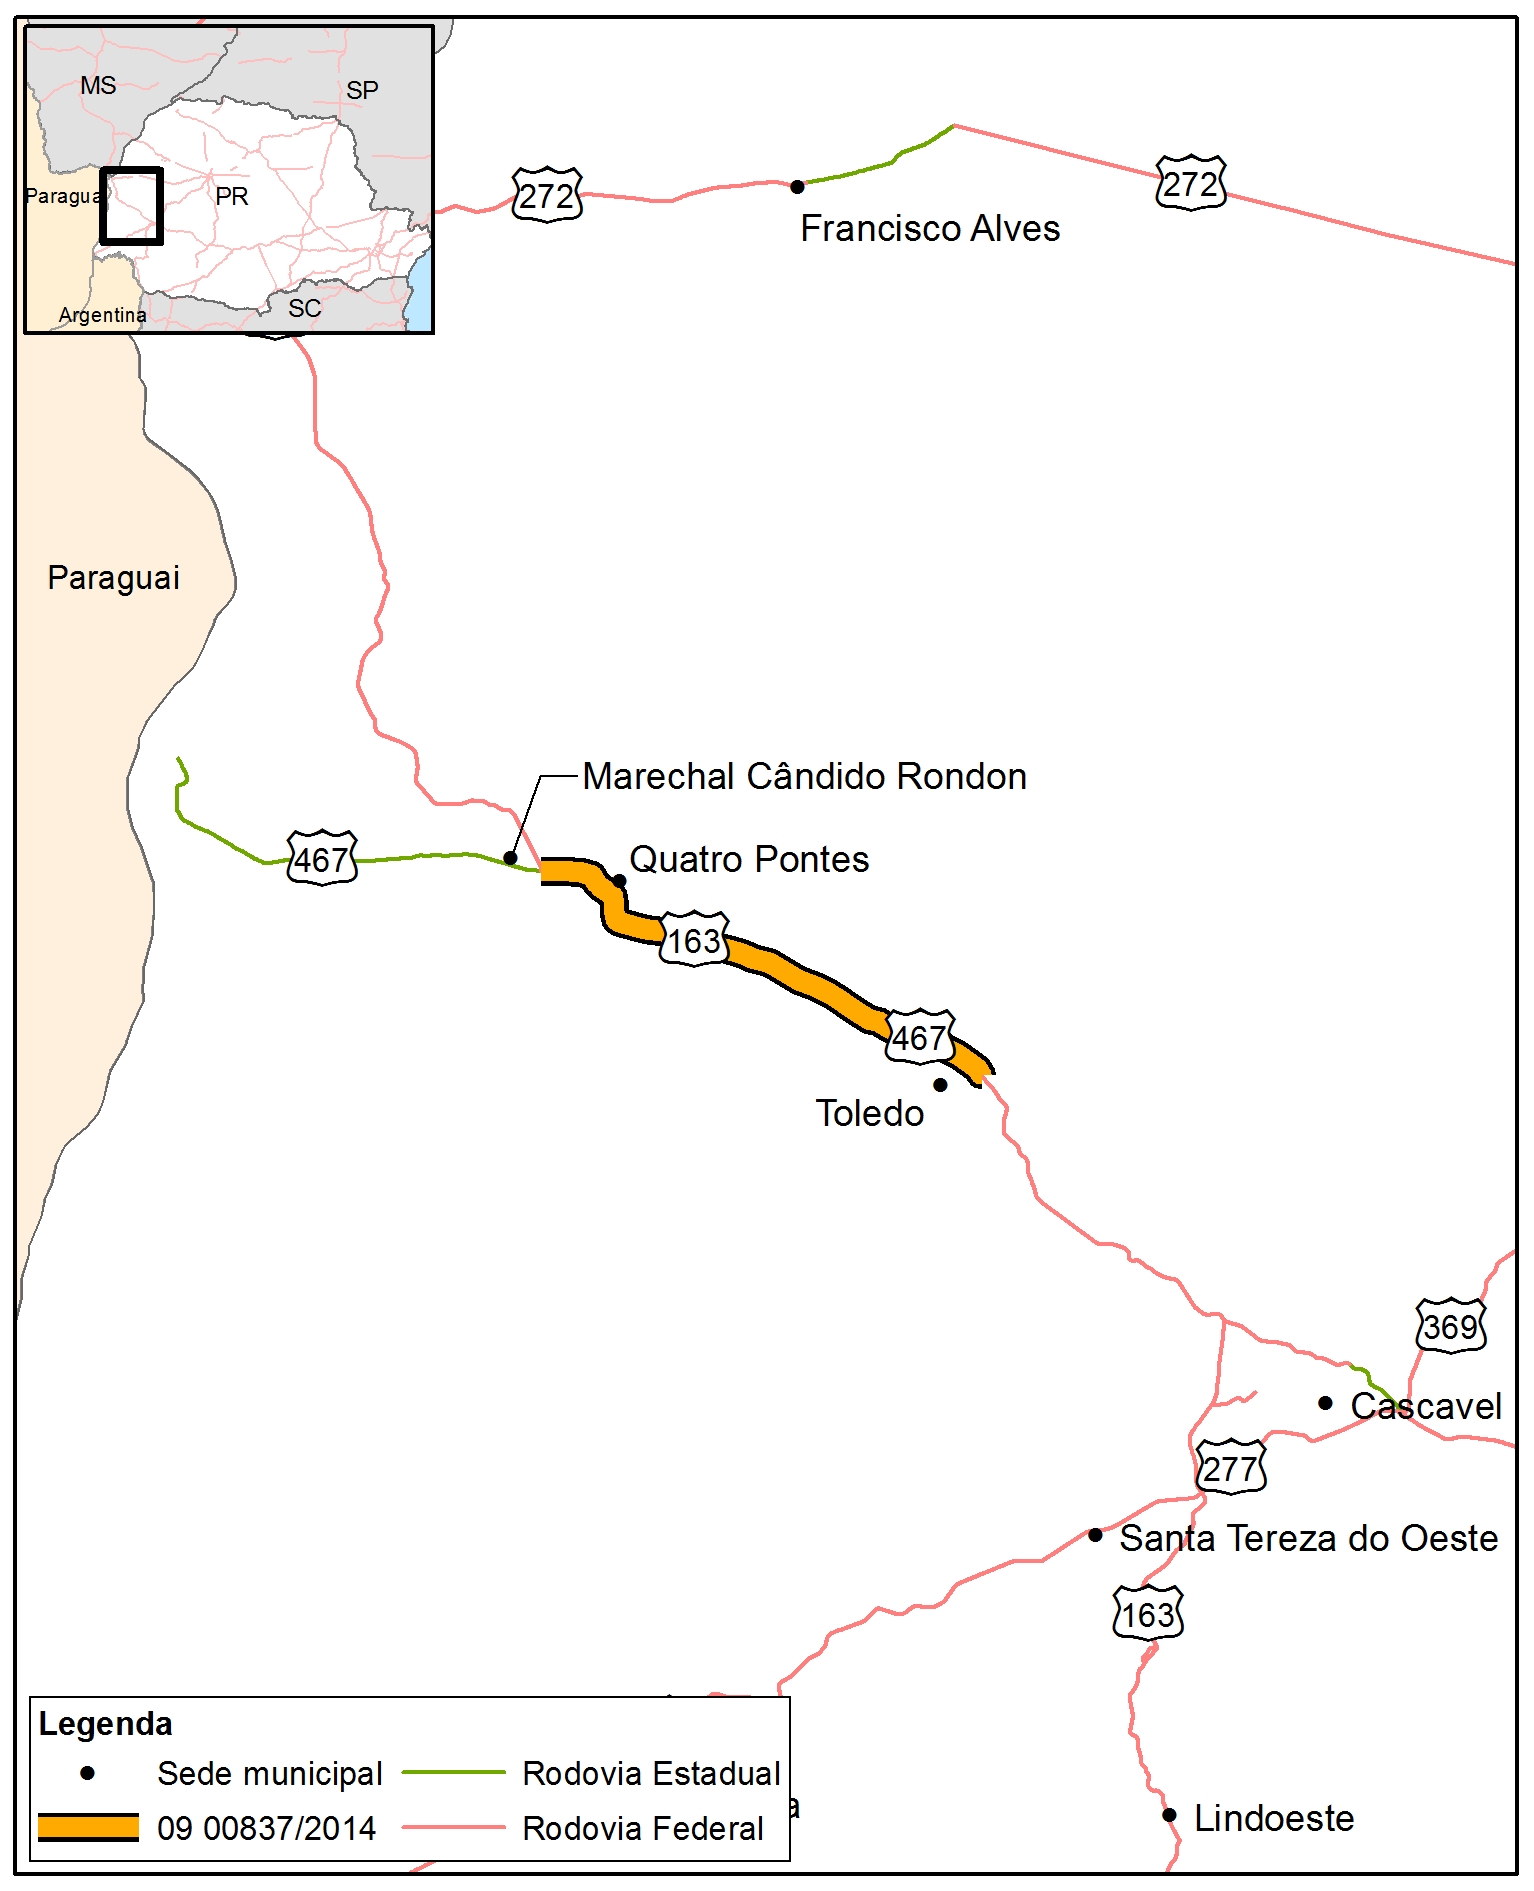 MS
SP
Paragua
PR
Argentina
SC
272
272
Francisco Alves
Paraguai
Marechal Cândido Rondon
467
Quatro Pontes
163
467
Toledo
369
Cascavel
277
Santa Tereza do Oeste
163
Legenda
Sede municipal
Rodovia Estadual
09 00837/2014
Rodovia Federal
a
Lindoeste